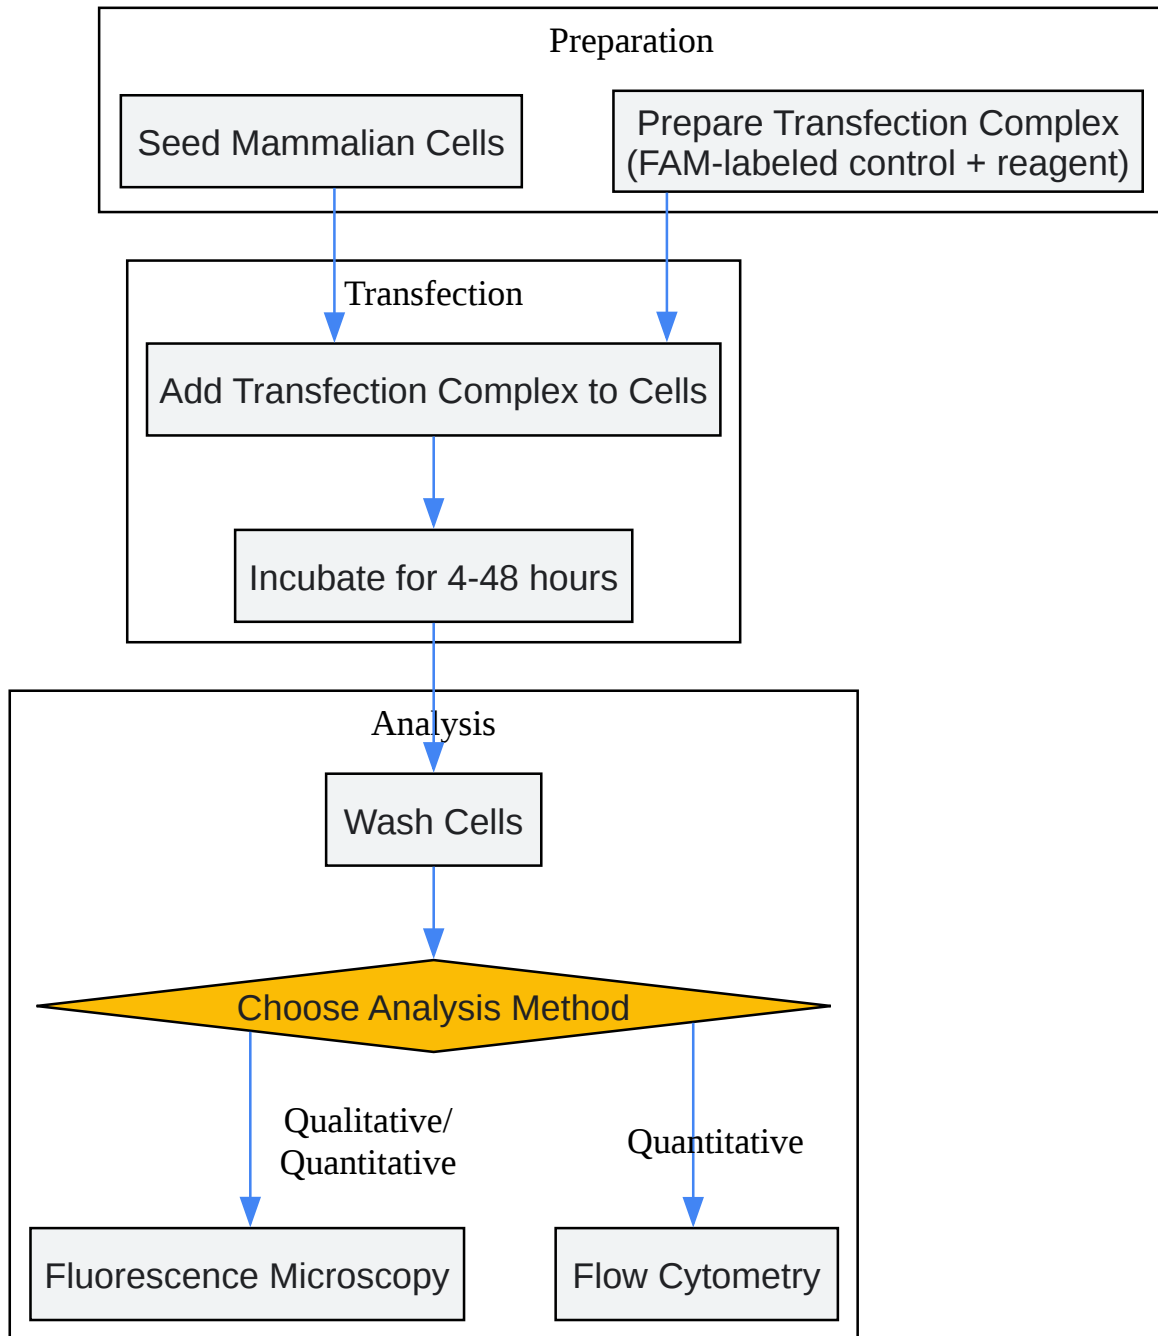 Preparation
Seed Mammalian Cells
Prepare Transfection Complex
(FAM-labeled control + reagent)
Transfection
Add Transfection Complex to Cells
Incubate for 4-48 hours
Analysis
Wash Cells
Choose Analysis Method
Qualitative/
Quantitative
Quantitative
Fluorescence Microscopy
Flow Cytometry